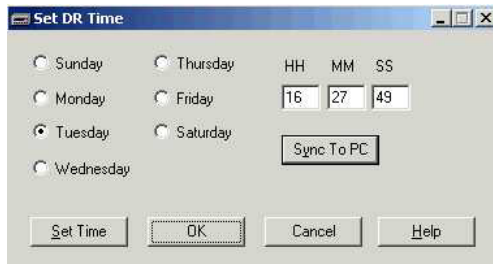 Set DR Time
Sunday Thursday HH MM SS
Monday Friday 16 27 49
Tuesday Saturday
Sync To PC
Wednesday
Set Time OK Cancel Help